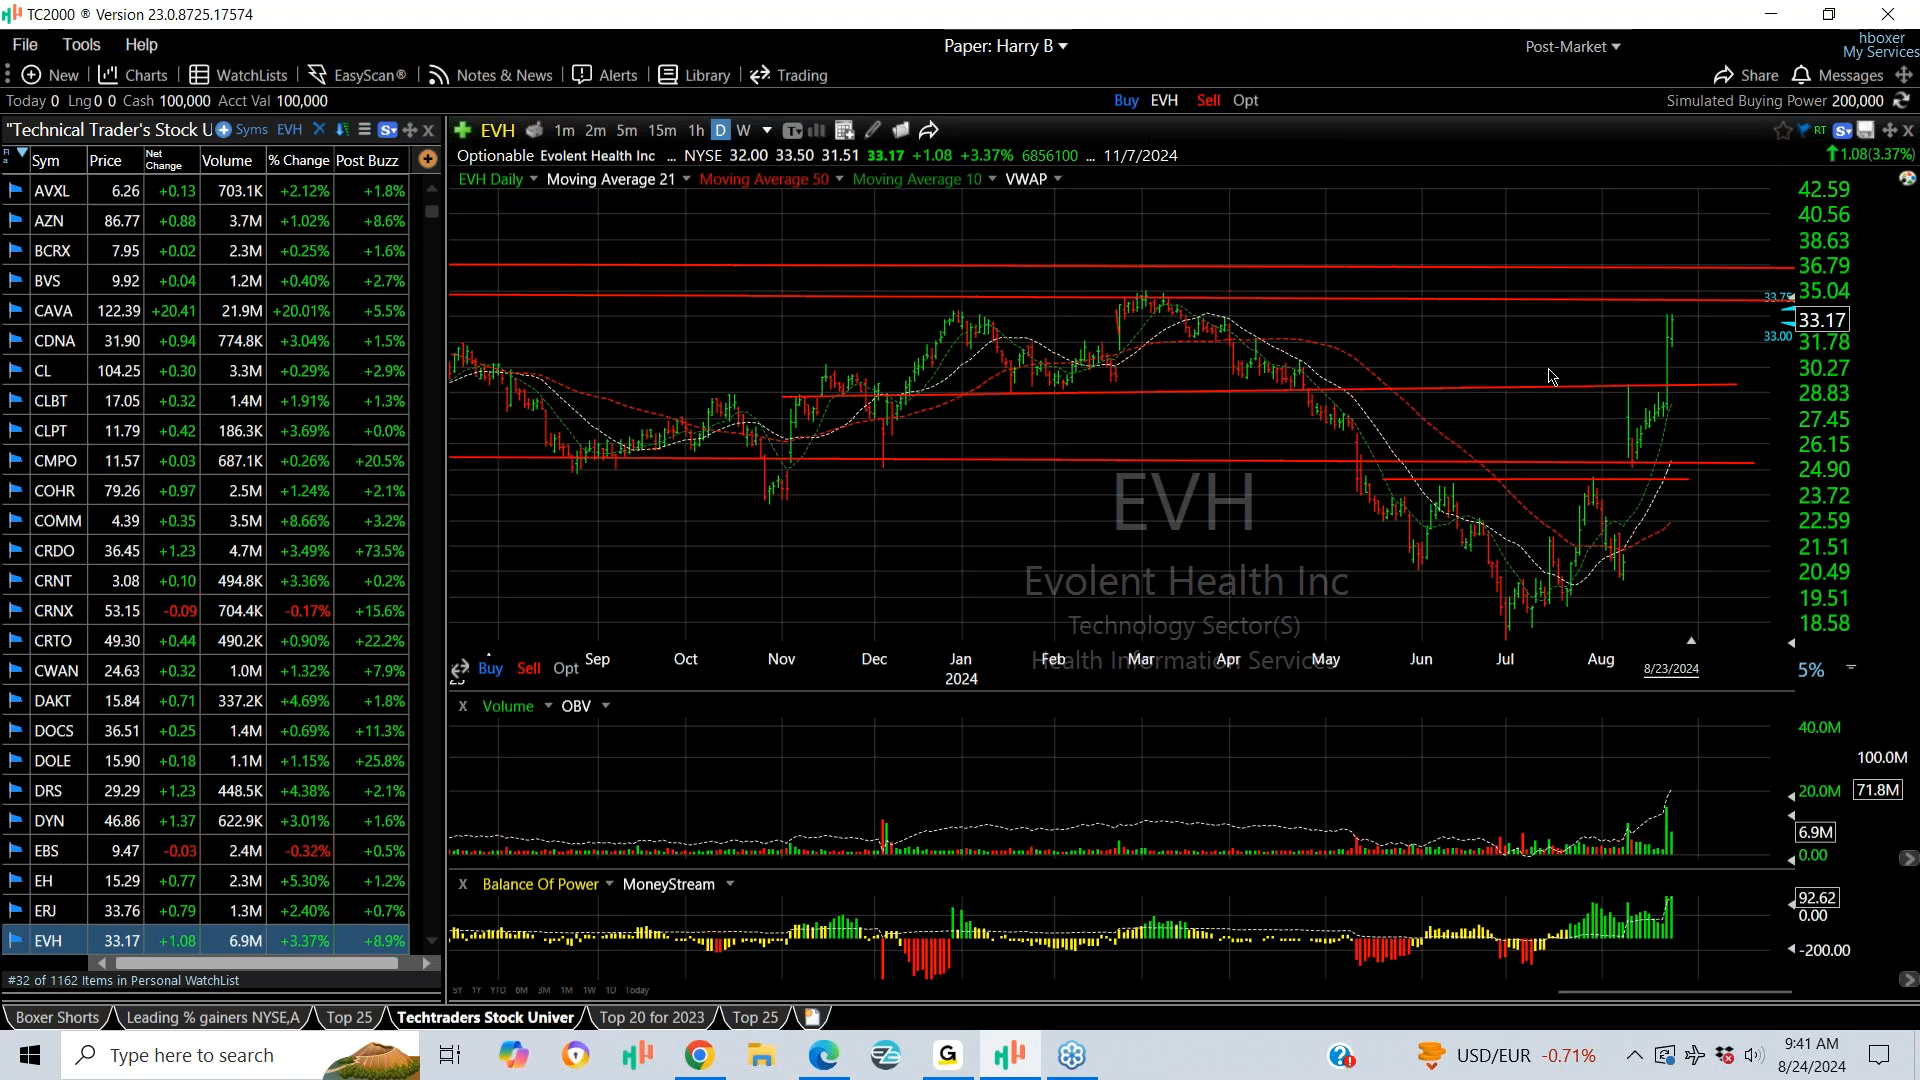 TC2000 ® Version 23.0.8725.17574
File Tools Help
Paper: Harry B
Post-Market
hboxer
My Services
New Charts WatchLists EasyScan® Notes & News Alerts Library Trading
Share Messages
Today 0 Lng 0 0 Cash 100,000 Acct Val 100,000
Buy EVH Sell Opt
Simulated Buying Power 200,000
"Technical Trader's Stock U Syms EVH
EVH 1m 2m 5m 15m 1h D W
RT
Sym Price Net Change Volume % Change Post Buzz
Optionable Evolent Health Inc ... NYSE 32.00 33.50 31.51 33.17 +1.08 +3.37% 6856100 ... 11/7/2024
1.08(3.37%)
EVH Daily Moving Average 21 Moving Average 50 Moving Average 10 VWAP
AVXL 6.26 +0.13 703.1K +2.12% +1.8%
AZN 86.77 +0.88 3.7M +1.02% +8.6%
BCRX 7.95 +0.02 2.3M +0.25% +1.6%
BVS 9.92 +0.04 1.2M +0.40% +2.7%
CAVA 122.39 +20.41 21.9M +20.01% +5.5%
CDNA 31.90 +0.94 774.8K +3.04% +1.5%
CL 104.25 +0.30 3.3M +0.29% +2.9%
CLBT 17.05 +0.32 1.4M +1.91% +1.3%
CLPT 11.79 +0.42 186.3K +3.69% +0.0%
CMPO 11.57 +0.03 687.1K +0.26% +20.5%
COHR 79.26 +0.97 2.5M +1.24% +2.1%
COMM 4.39 +0.35 3.5M +8.66% +3.2%
CRDO 36.45 +1.23 4.7M +3.49% +73.5%
CRNT 3.08 +0.10 494.8K +3.36% +0.2%
CRNX 53.15 -0.09 704.4K -0.17% +15.6%
CRTO 49.30 +0.44 490.2K +0.90% +22.2%
CWAN 24.63 +0.32 1.0M +1.32% +7.9%
DAKT 15.84 +0.71 337.2K +4.69% +1.8%
DOCS 36.51 +0.25 1.4M +0.69% +11.3%
DOLE 15.90 +0.18 1.1M +1.15% +25.8%
DRS 29.29 +1.23 448.5K +4.38% +2.1%
DYN 46.86 +1.37 622.9K +3.01% +1.6%
EBS 9.47 -0.03 2.4M -0.32% +0.5%
EH 15.29 +0.77 2.3M +5.30% +1.2%
ERJ 33.76 +0.79 1.3M +2.40% +0.7%
EVH 33.17 +1.08 6.9M +3.37% +8.9%
#32 of 1162 Items in Personal WatchList
42.59
40.56
38.63
36.79
35.04
33.75
33.17
33.00
31.78
30.27
28.83
27.45
26.15
24.90
23.72
22.59
21.51
20.49
19.51
18.58
EVH
Evolent Health Inc
Technology Sector(S)
Health Information Services
Sep Oct Nov Dec Jan Feb Mar Apr May Jun Jul Aug
2024
8/23/2024
5%
Buy Sell Opt
X Volume OBV
40.0M
100.0M
20.0M
71.8M
6.9M
0.00
X Balance Of Power MoneyStream
92.62
0.00
-200.00
5Y 1Y YTD 6M 3M 1M 1W 1D Today
Boxer Shorts Leading % gainers NYSE,A Top 25 Techtraders Stock Univer Top 20 for 2023 Top 25
Type here to search
USD/EUR -0.71%
9:41 AM
8/24/2024